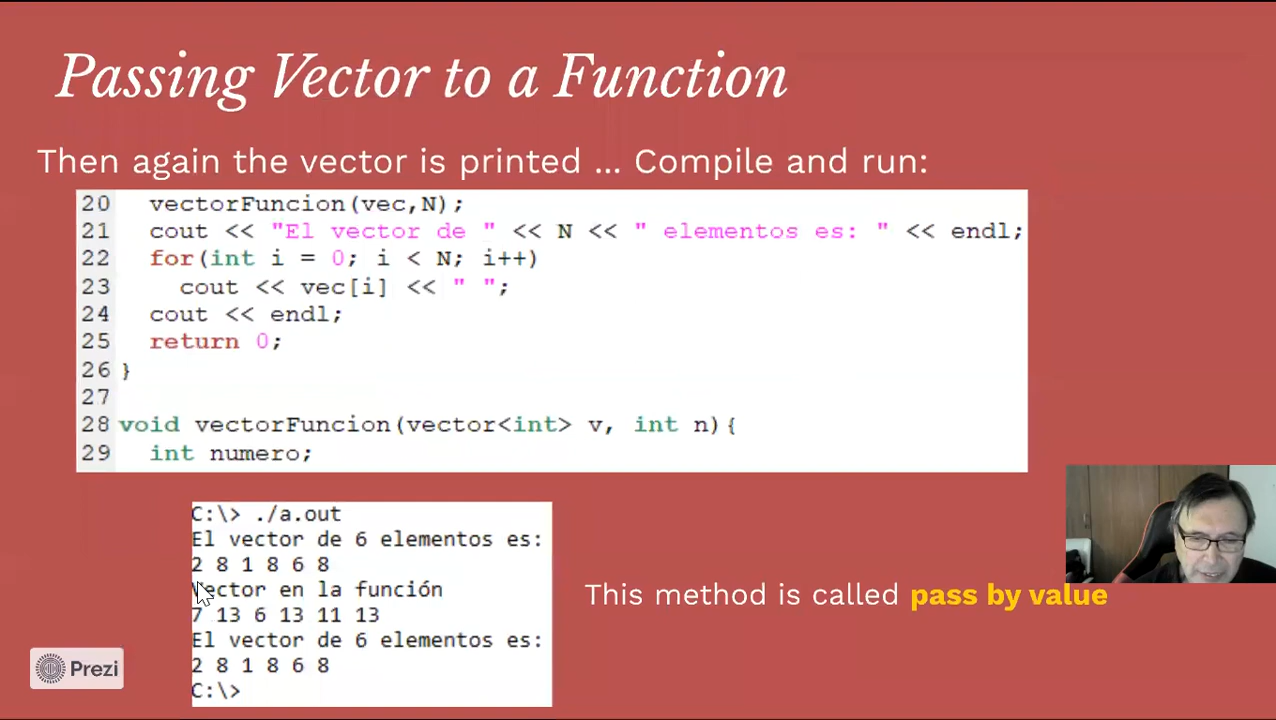 Passing Vector to a Function
Then again the vector is printed ... Compile and run:
20 vectorFuncion(vec,N);
21 cout << "El vector de " << N << " elementos es: " << endl;
22 for(int i = 0; i < N; i++)
23 cout << vec[i] << " ";
24 cout << endl;
25 return 0;
26 }
27
28 void vectorFuncion(vector<int> v, int n){
29 int numero;
C:\> ./a.out
El vector de 6 elementos es:
2 8 1 8 6 8
Vector en la función
7 13 6 13 11 13
El vector de 6 elementos es:
2 8 1 8 6 8
C:\>
This method is called pass by value
Prezi